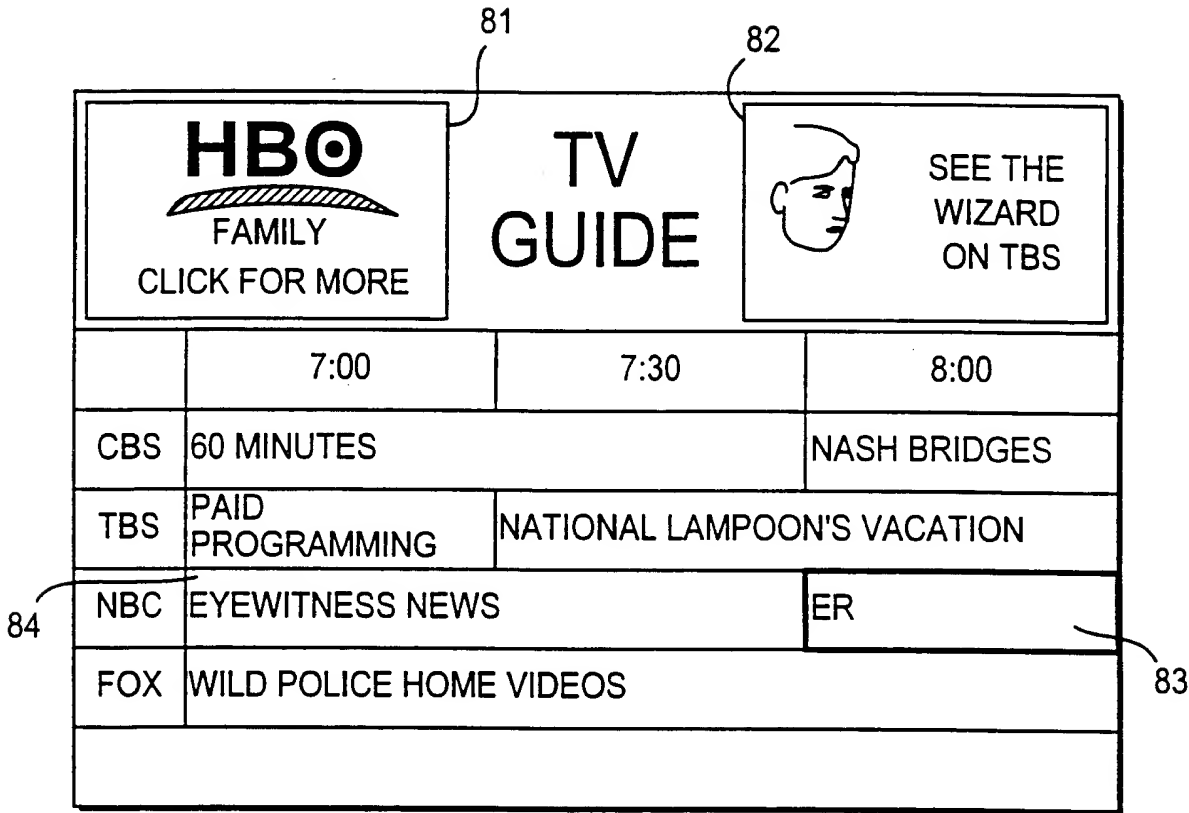 81
82
HBO
FAMILY
CLICK FOR MORE
TV
GUIDE
SEE THE
WIZARD
ON TBS
7:00 7:30 8:00
CBS 60 MINUTES NASH BRIDGES
TBS PAID
PROGRAMMING NATIONAL LAMPOON'S VACATION
NBC EYEWITNESS NEWS ER
84
83
FOX WILD POLICE HOME VIDEOS